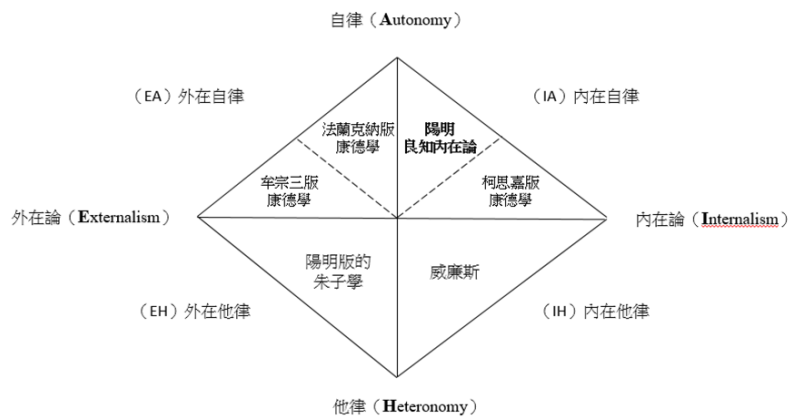 自律（Autonomy）
（EA）外在自律
（IA）內在自律
法蘭克納版
康德學
陽明
良知內在論
牟宗三版
康德學
柯思嘉版
康德學
外在論（Externalism）
內在論（Internalism）
陽明版的
朱子學
威廉斯
（EH）外在他律
（IH）內在他律
他律（Heteronomy）